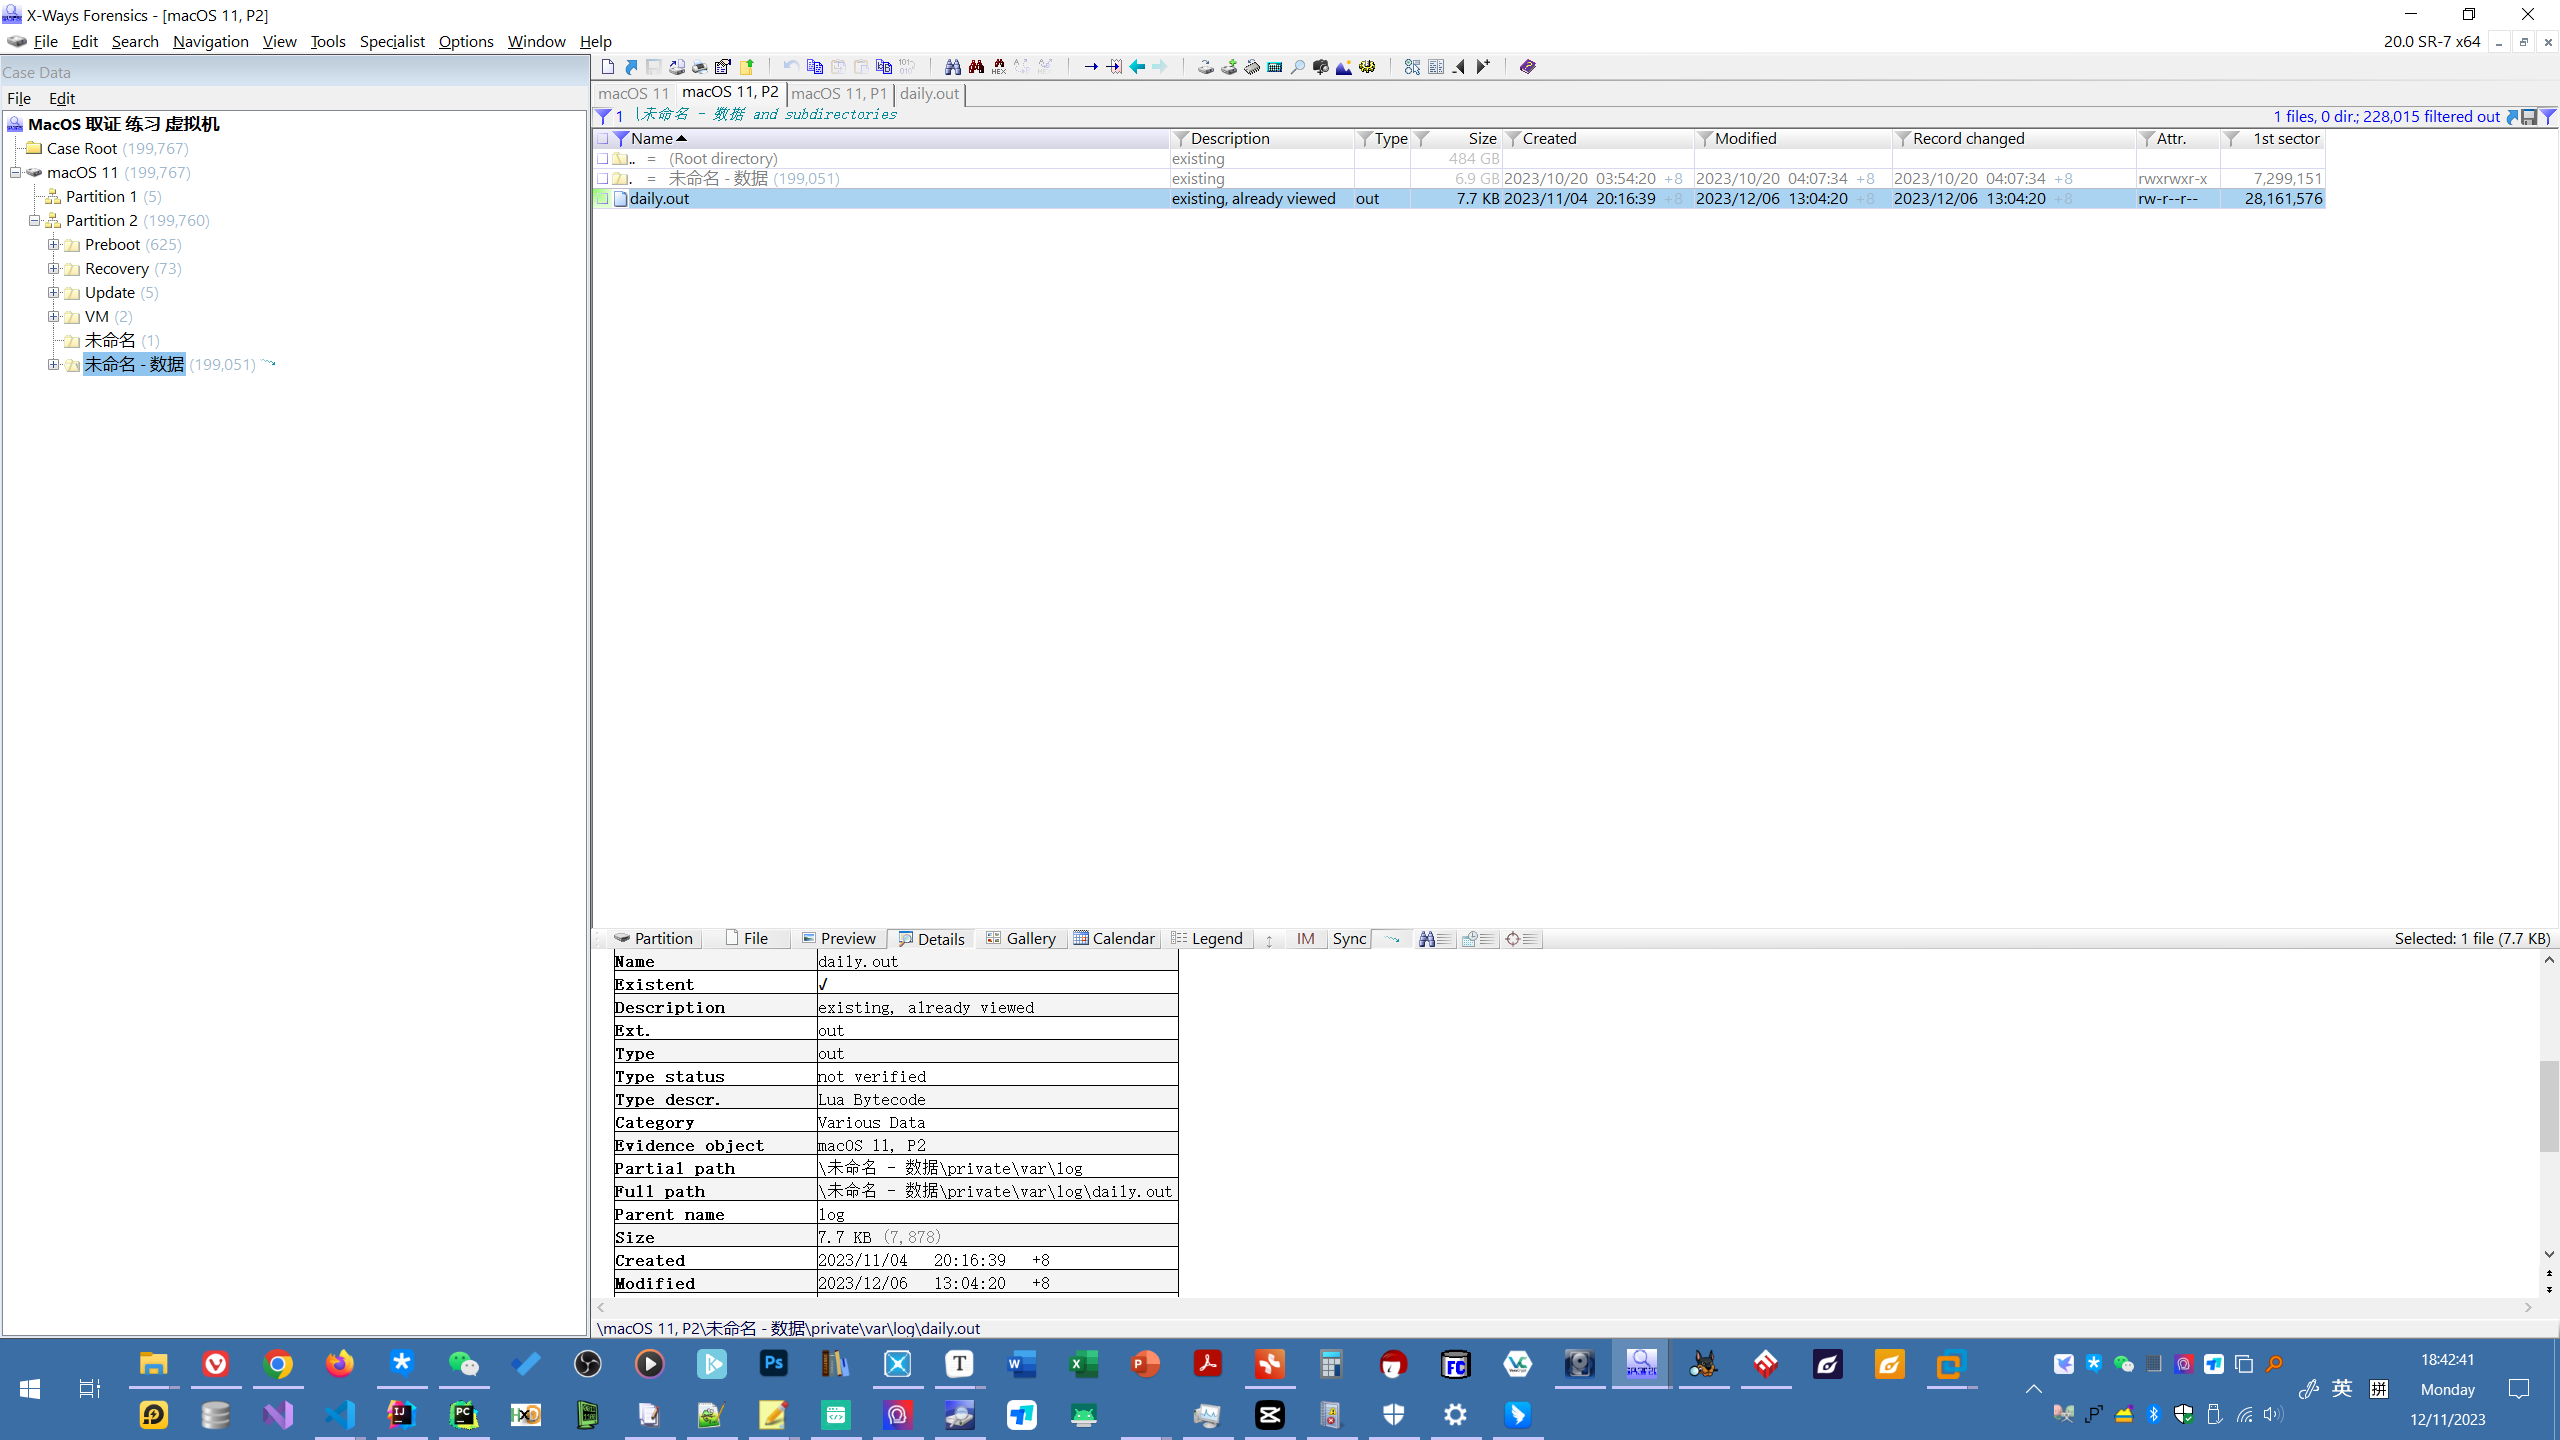 X-Ways Forensics - [macOS 11, P2]
File Edit Search Navigation View Tools Specialist Options Window Help
20.0 SR-7 x64
Case Data
File Edit
MacOS 取证 练习 虚拟机
Case Root (199,767)
macOS 11 (199,767)
Partition 1 (5)
Partition 2 (199,760)
Preboot (625)
Recovery (73)
Update (5)
VM (2)
未命名 (1)
未命名 - 数据 (199,051)
macOS 11 macOS 11, P2 macOS 11, P1 daily.out
1 \未命名 - 数据 and subdirectories
1 files, 0 dir.; 228,015 filtered out
Name Description Type Size Created Modified Record changed Attr. 1st sector
.. = (Root directory) existing 484 GB
. = 未命名 - 数据 (199,051) existing 6.9 GB 2023/10/20 03:54:20 +8 2023/10/20 04:07:34 +8 2023/10/20 04:07:34 +8 rwxrwxr-x 7,299,151
daily.out existing, already viewed out 7.7 KB 2023/11/04 20:16:39 +8 2023/12/06 13:04:20 +8 2023/12/06 13:04:20 +8 rw-r--r-- 28,161,576
Partition File Preview Details Gallery Calendar Legend IM Sync
Selected: 1 file (7.7 KB)
Name daily.out
Existent √
Description existing, already viewed
Ext. out
Type out
Type status not verified
Type descr. Lua Bytecode
Category Various Data
Evidence object macOS 11, P2
Partial path \未命名 - 数据\private\var\log
Full path \未命名 - 数据\private\var\log\daily.out
Parent name log
Size 7.7 KB (7,878)
Created 2023/11/04 20:16:39 +8
Modified 2023/12/06 13:04:20 +8
\macOS 11, P2\未命名 - 数据\private\var\log\daily.out
18:42:41
英 拼
Monday
12/11/2023